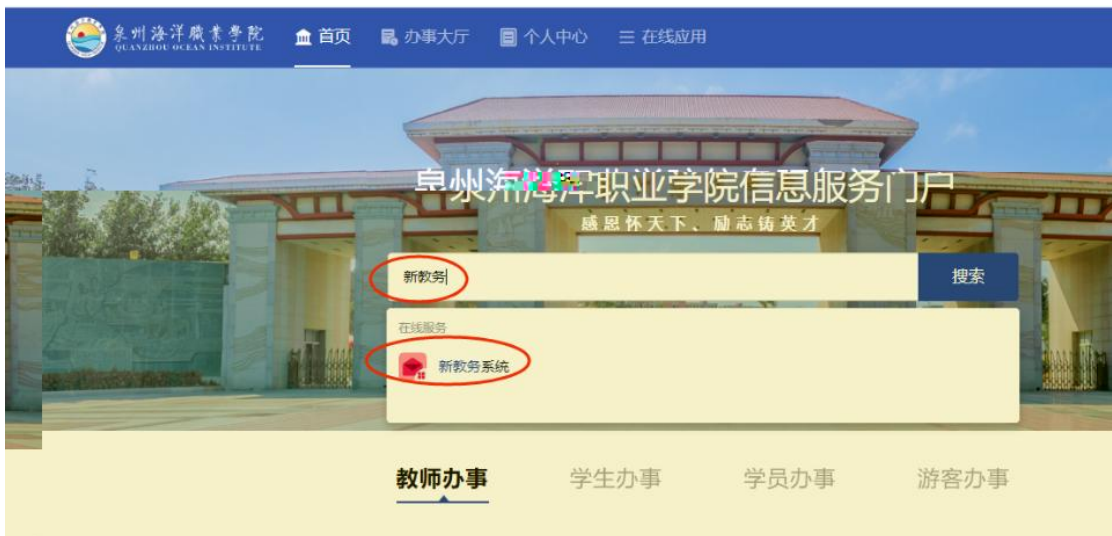 泉州海洋職業學院
QUANZHOU OCEAN INSTITUTE
首页 办事大厅 个人中心 在线应用
泉州海洋职业学院信息服务门户
感恩怀天下、励志铸英才
新教务
搜索
在线服务
新教务系统
教师办事 学生办事 学员办事 游客办事